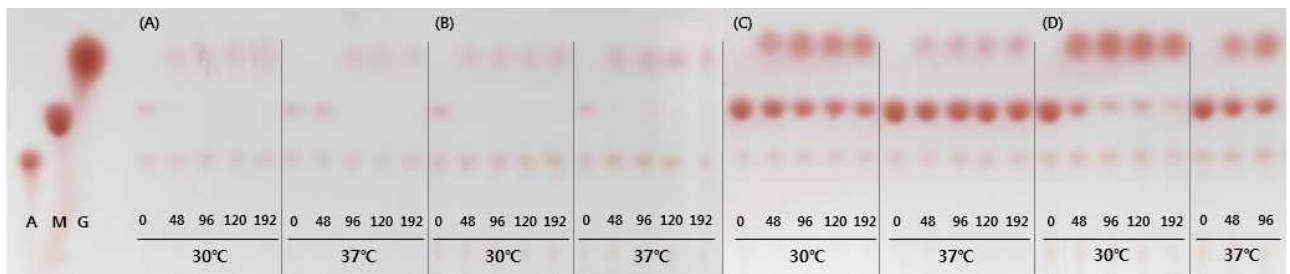 (A) (B) (C) (D)
A M G 0 48 96 120 192 0 48 96 120 192 0 48 96 120 192 0 48 96 120 192 0 48 96 120 192 0 48 96 120 192 0 48 96 120 192 0 48 96
30℃ 37℃ 30℃ 37℃ 30℃ 37℃ 30℃ 37℃